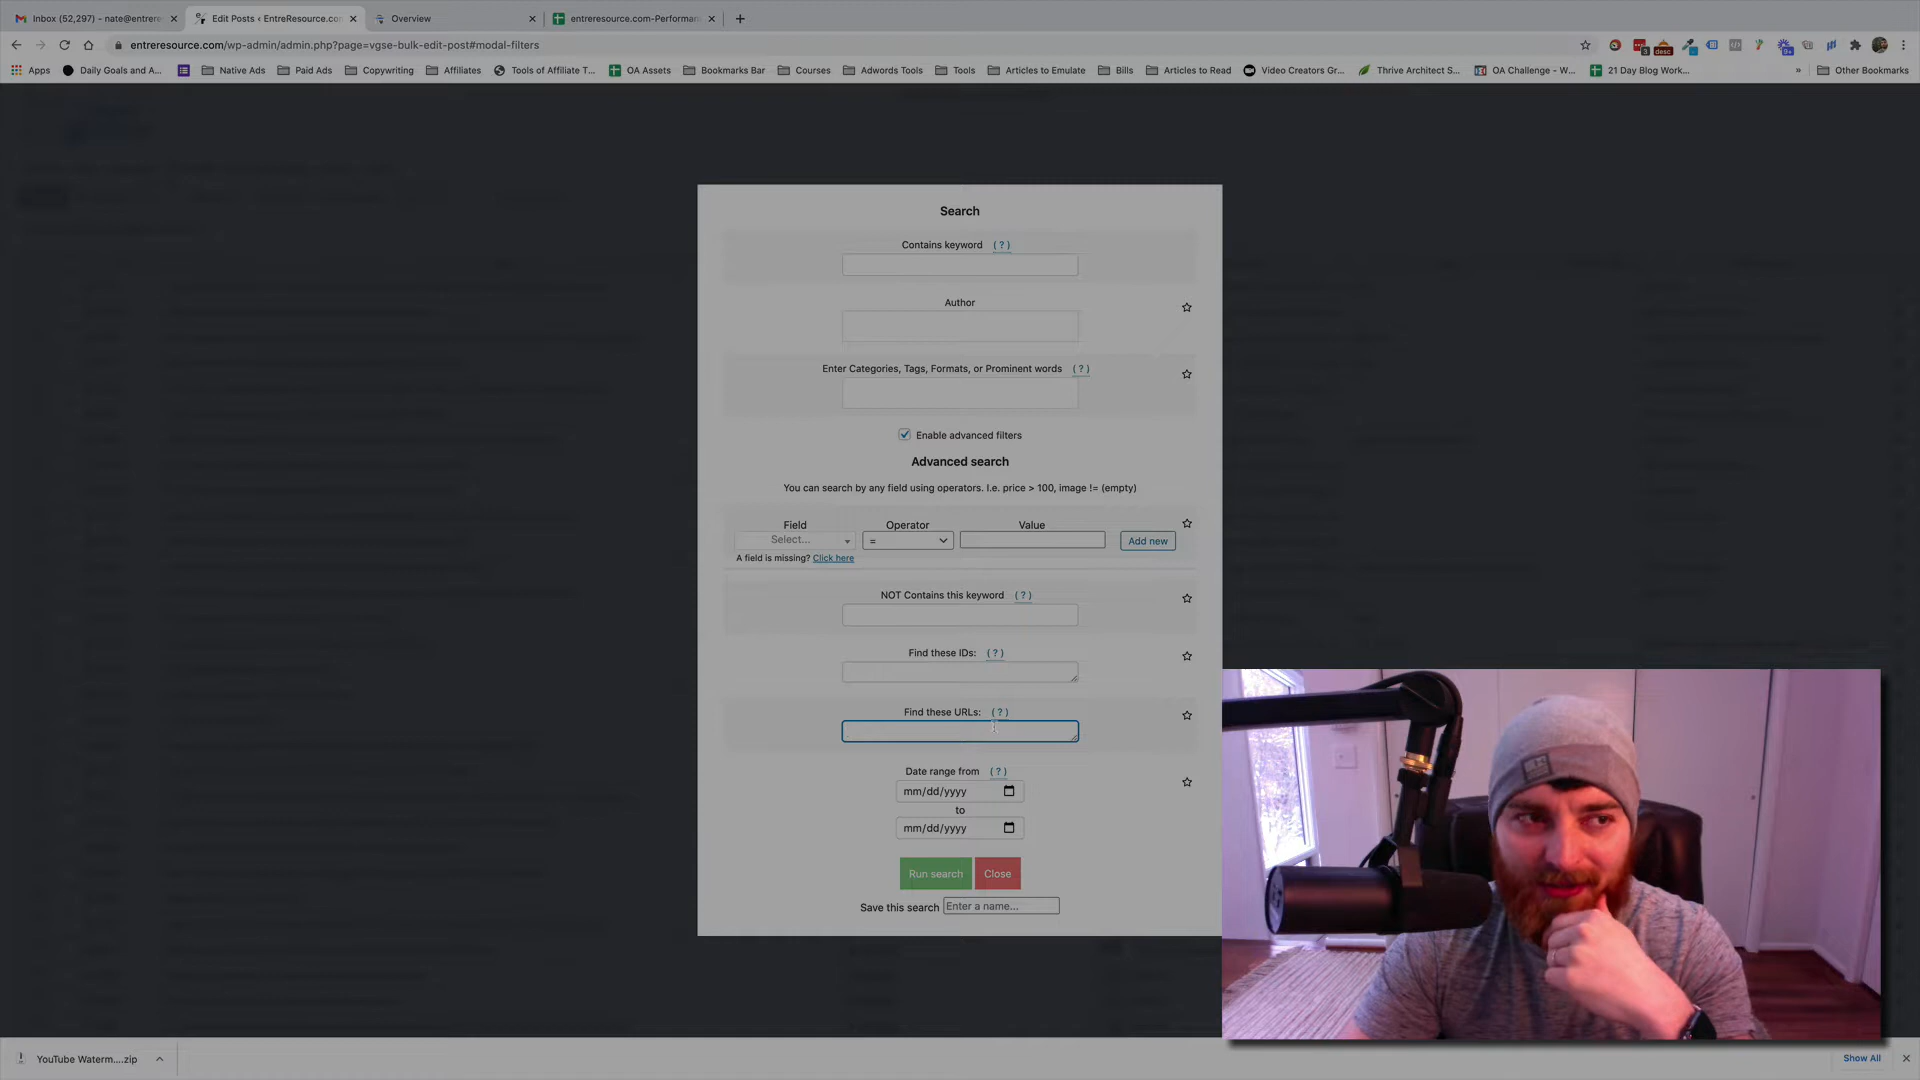 Inbox (52,297) - nate@entrere
Edit Posts ‹ EntreResource.co
Overview
entreresource.com-Performan
entreresource.com/wp-admin/admin.php?page=vgse-bulk-edit-post#modal-filters
Apps
Daily Goals and A...
Native Ads
Paid Ads
Copywriting
Affiliates
Tools of Affiliate T...
OA Assets
Bookmarks Bar
Courses
Adwords Tools
Tools
Articles to Emulate
Bills
Articles to Read
Video Creators Gr...
Thrive Architect S...
OA Challenge - W...
21 Day Blog Work...
»
Other Bookmarks
Search
Contains keyword (?)
Author
Enter Categories, Tags, Formats, or Prominent words (?)
Enable advanced filters
Advanced search
You can search by any field using operators. I.e. price > 100, image != (empty)
Field Operator Value
Select... = Add new
A field is missing? Click here
NOT Contains this keyword (?)
Find these IDs: (?)
Find these URLs: (?)
Date range from (?)
mm/dd/yyyy
to
mm/dd/yyyy
Run search Close
Save this search Enter a name...
YouTube Waterm....zip
Show All